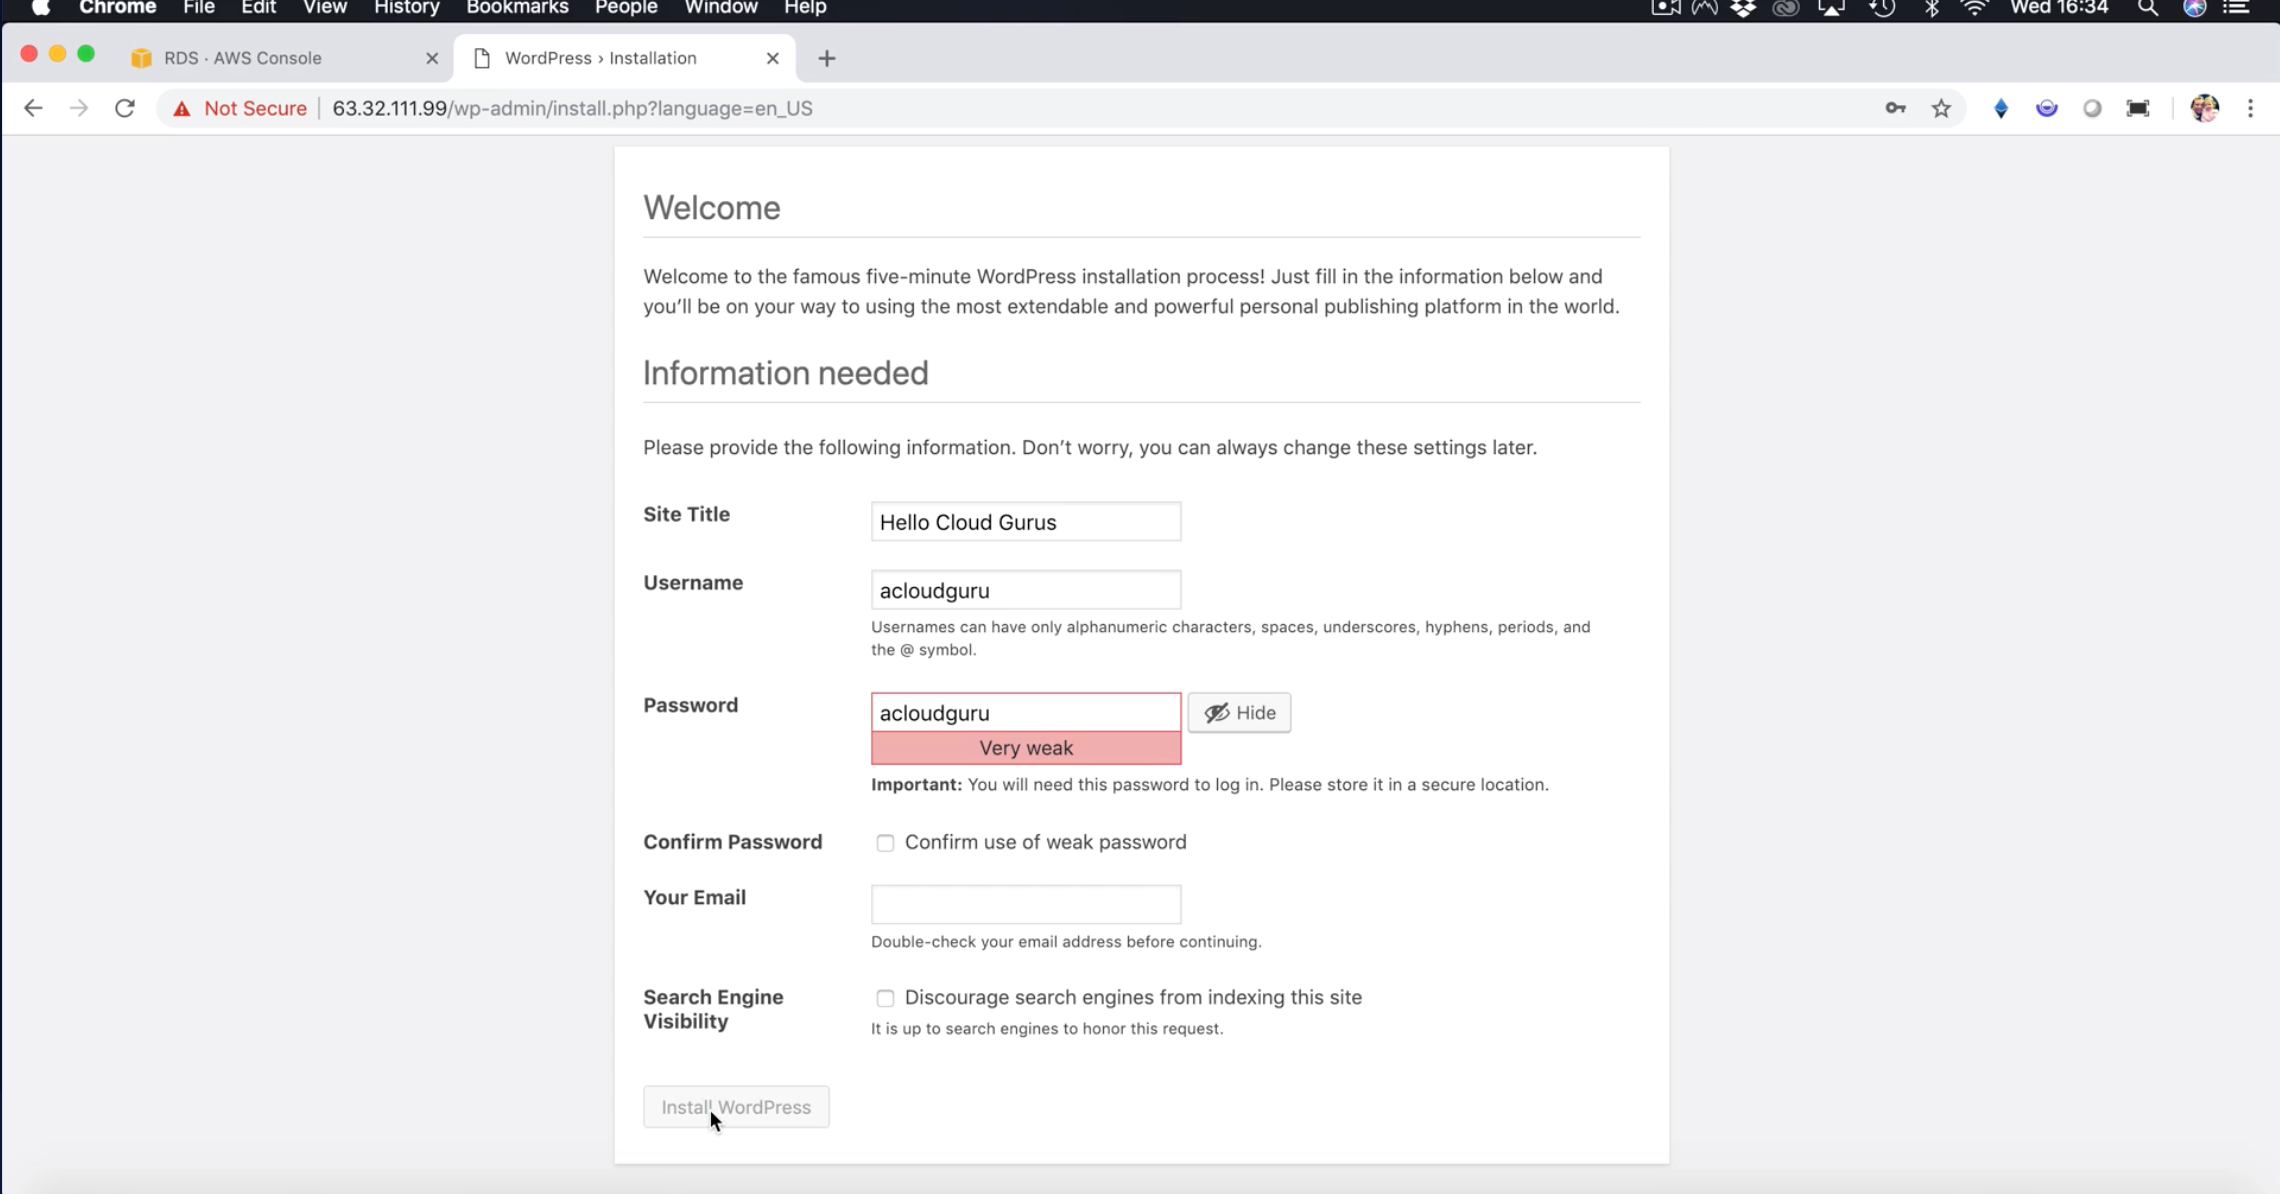 Chrome File Edit View History Bookmarks People Window Help Wed 16:34
RDS · AWS Console WordPress › Installation
Not Secure 63.32.111.99/wp-admin/install.php?language=en_US
Welcome
Welcome to the famous five-minute WordPress installation process! Just fill in the information below and
you’ll be on your way to using the most extendable and powerful personal publishing platform in the world.
Information needed
Please provide the following information. Don’t worry, you can always change these settings later.
Site Title Hello Cloud Gurus
Username acloudguru
Usernames can have only alphanumeric characters, spaces, underscores, hyphens, periods, and
the @ symbol.
Password acloudguru Hide
Very weak
Important: You will need this password to log in. Please store it in a secure location.
Confirm Password Confirm use of weak password
Your Email
Double-check your email address before continuing.
Search Engine Discourage search engines from indexing this site
Visibility
It is up to search engines to honor this request.
Install WordPress